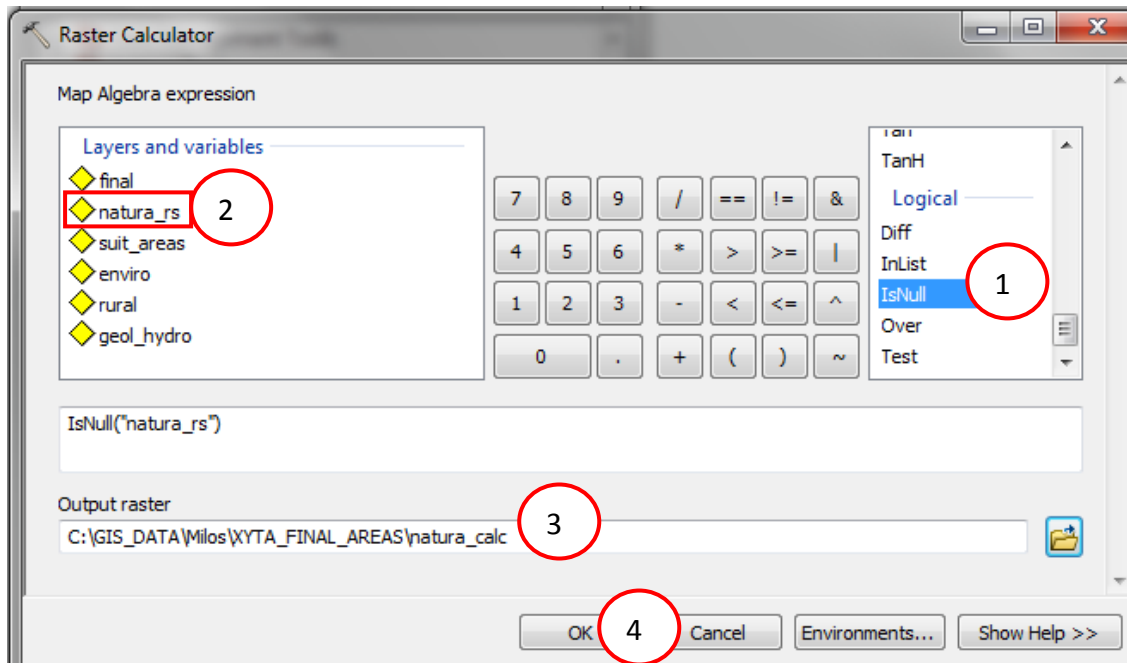 Raster Calculator
Map Algebra expression
Layers and variables
final
natura_rs
2
suit_areas
enviro
rural
geol_hydro
7 8 9 / == != &
4 5 6 * > >= |
1 2 3 - < <= ^
0 . + ( ) ~
TanH
Logical
Diff
InList
IsNull
1
Over
Test
IsNull("natura_rs")
Output raster
C:\GIS_DATA\Milos\XYTA_FINAL_AREAS\natura_calc
3
OK
4
Cancel
Environments...
Show Help >>